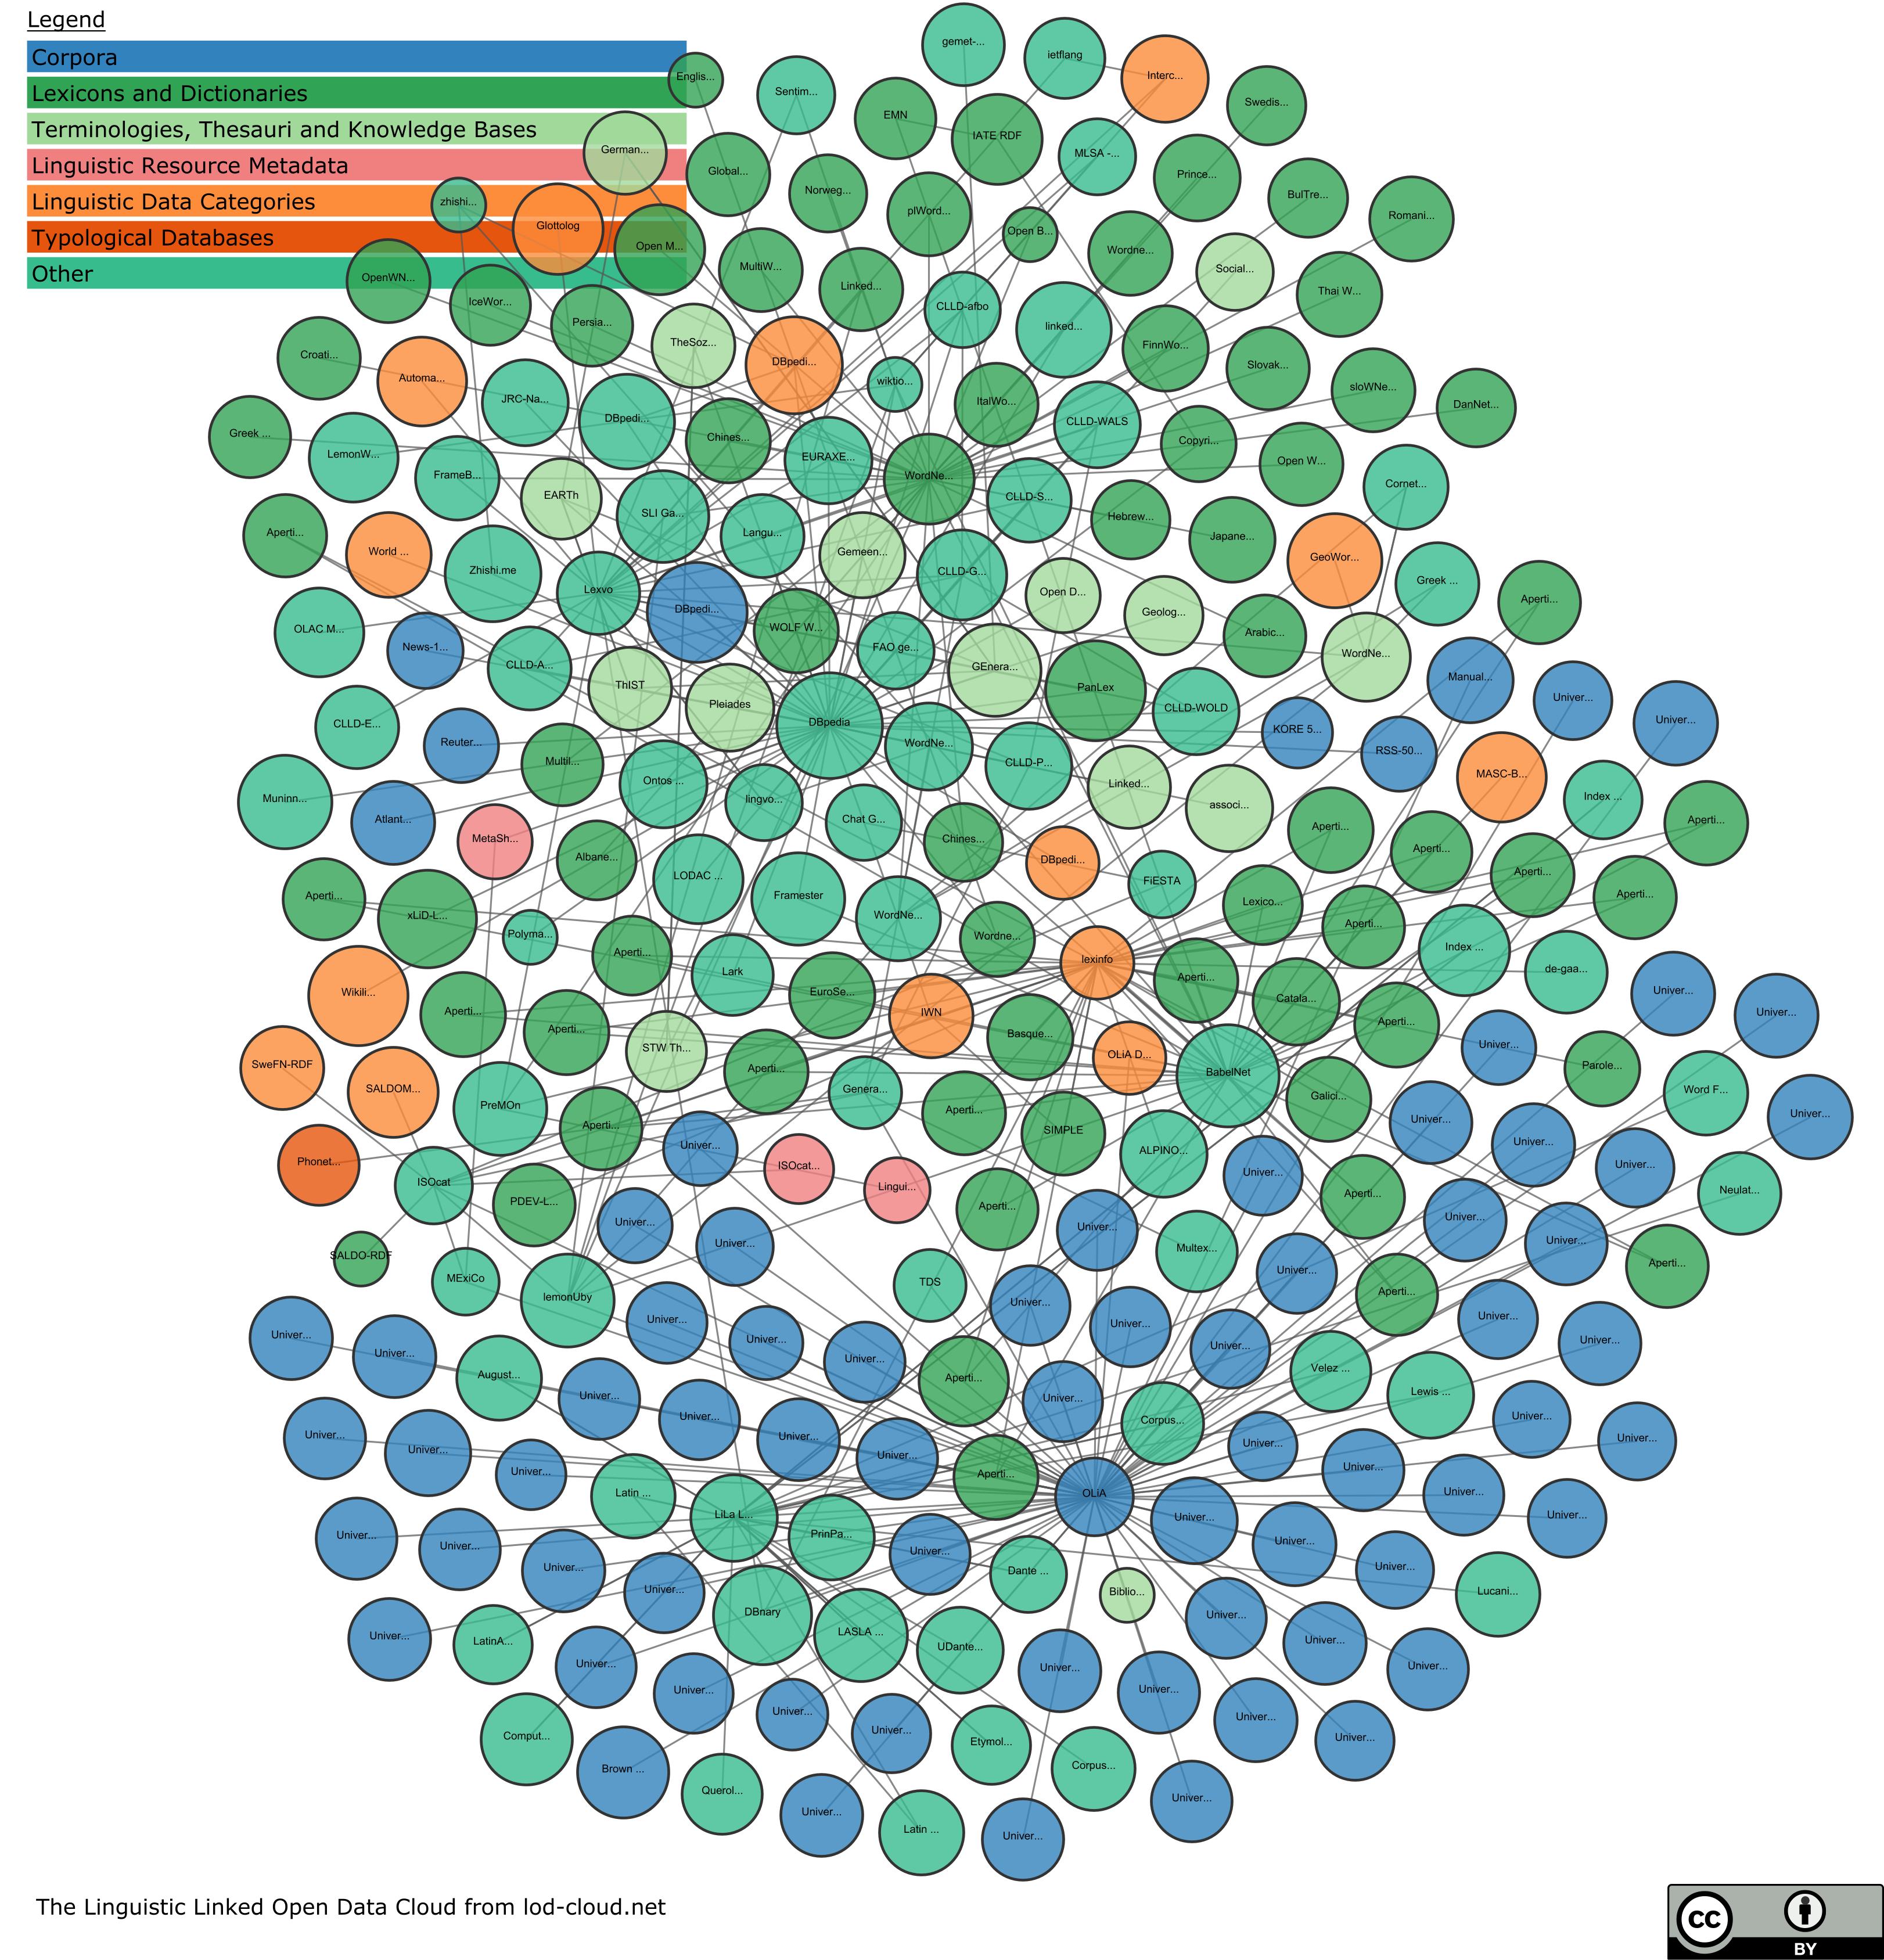 Legend
Corpora
Lexicons and Dictionaries
Terminologies, Thesauri and Knowledge Bases
Linguistic Resource Metadata
Linguistic Data Categories
Typological Databases
Other
gemet-...
ietflang
Interc...
Englis...
Sentim...
Swedis...
EMN
IATE RDF
MLSA -...
German...
Global...
Norweg...
Prince...
zhishi...
plWord...
BulTre...
Romani...
Glottolog
Open M...
Open B...
Wordne...
OpenWN...
MultiW...
Linked...
Social...
Thai W...
IceWor...
Persia...
CLLD-afbo
linked...
Croati...
TheSoz...
DBpedi...
FinnWo...
Automa...
wiktio...
Slovak...
sloWNe...
JRC-Na...
DBpedi...
ItalWo...
CLLD-WALS
DanNet...
Greek ...
LemonW...
Chines...
EURAXE...
Copyri...
FrameB...
WordNe...
Open W...
EARTh
SLI Ga...
CLLD-S...
Cornet...
Aperti...
Langu...
Hebrew...
Japane...
World ...
Zhishi.me
Lexvo
Gemeen...
CLLD-G...
GeoWor...
Greek ...
DBpedi...
Open D...
Geolog...
Aperti...
OLAC M...
News-1...
WOLF W...
FAO ge...
Arabic...
CLLD-A...
ThIST
GEnera...
PanLex
WordNe...
Manual...
CLLD-E...
Pleiades
DBpedia
CLLD-WOLD
Univer...
Reuter...
WordNe...
KORE 5...
RSS-50...
Univer...
Multil...
Ontos ...
CLLD-P...
Linked...
MASC-B...
Muninn...
lingvo...
associ...
Index ...
Atlant...
Chat G...
Aperti...
Aperti...
MetaSh...
Albane...
Chines...
DBpedi...
Aperti...
LODAC ...
Framester
FiESTA
Aperti...
Aperti...
xLiD-L...
WordNe...
Lexico...
Aperti...
Aperti...
Polyma...
Aperti...
Wordne...
Index ...
Lark
lexinfo
Aperti...
de-gaa...
Wikili...
EuroSe...
Catala...
Univer...
Aperti...
Aperti...
IWN
Basque...
Aperti...
Univer...
SweFN-RDF
STW Th...
OLiA D...
Univer...
Parole...
SALDOM...
Aperti...
Genera...
BabelNet
Galici...
Word F...
PreMOn
Aperti...
Aperti...
SIMPLE
Univer...
Univer...
Univer...
Phonet...
Univer...
ISOcat...
Lingui...
ALPINO...
Univer...
Univer...
ISOcat
PDEV-L...
Aperti...
Aperti...
Neulat...
Univer...
Univer...
Univer...
Univer...
SALDO-RDF
MExiCo
TDS
Multex...
Univer...
Aperti...
lemonUby
Univer...
Univer...
Aperti...
Univer...
Univer...
Univer...
Univer...
Univer...
Univer...
Univer...
Univer...
Univer...
August...
Univer...
Aperti...
Univer...
Velez ...
Lewis ...
Univer...
Univer...
Univer...
Univer...
Corpus...
Univer...
Univer...
Univer...
Univer...
Univer...
Aperti...
Univer...
Univer...
Univer...
Latin ...
OLiA
Univer...
LiLa L...
Univer...
Univer...
Univer...
PrinPa...
Univer...
Univer...
Univer...
Univer...
Univer...
Dante ...
Biblio...
Univer...
Lucani...
Univer...
LatinA...
DBnary
LASLA ...
UDante...
Univer...
Univer...
Univer...
Univer...
Univer...
Univer...
Univer...
Comput...
Univer...
Univer...
Etymol...
Univer...
Univer...
Brown ...
Querol...
Corpus...
Univer...
Univer...
Latin ...
Univer...
The Linguistic Linked Open Data Cloud from lod-cloud.net
cc
BY